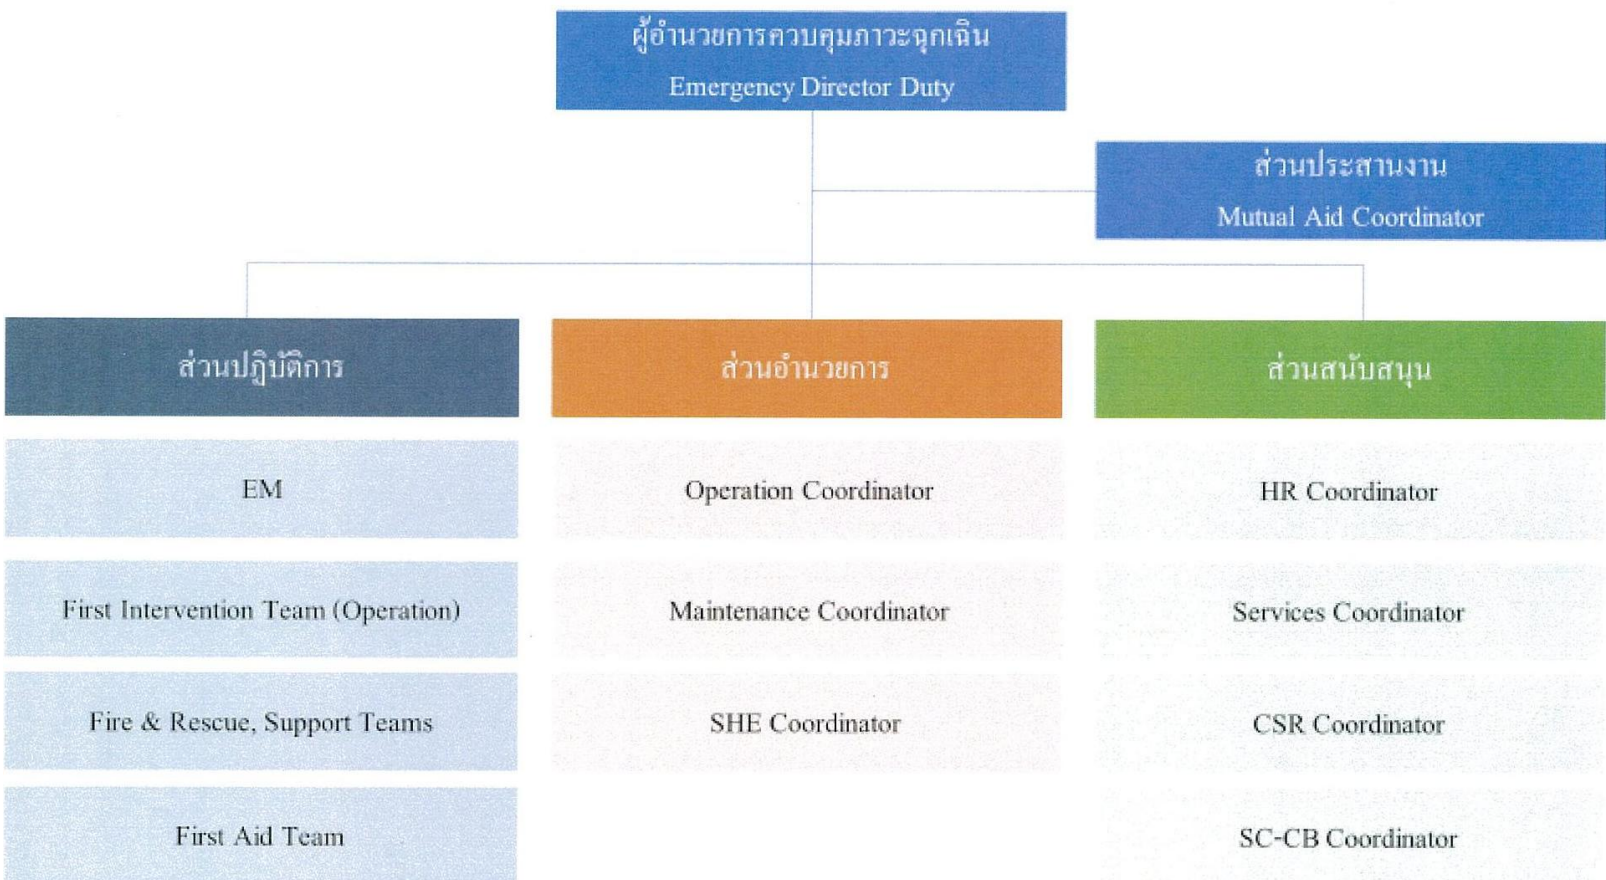 ผู้อำนวยการควบคุมภาวะฉุกเฉิน
Emergency Director Duty
ส่วนประสานงาน
Mutual Aid Coordinator
ส่วนปฏิบัติการ
ส่วนอำนวยการ
ส่วนสนับสนุน
EM
Operation Coordinator
HR Coordinator
First Intervention Team (Operation)
Maintenance Coordinator
Services Coordinator
Fire & Rescue, Support Teams
SHE Coordinator
CSR Coordinator
First Aid Team
SC-CB Coordinator